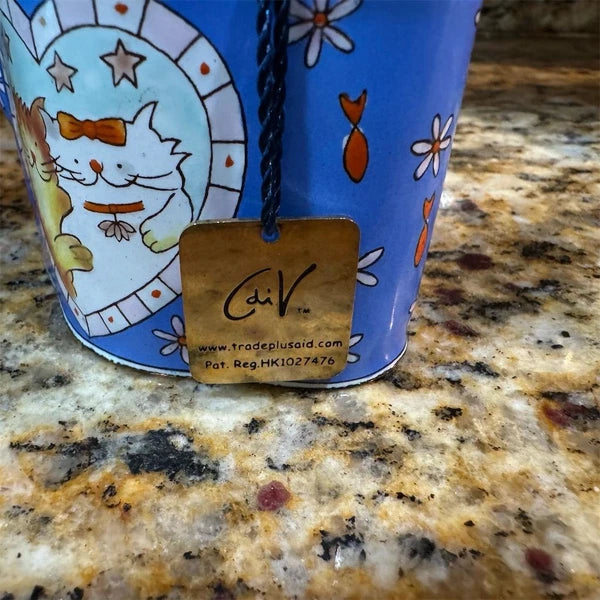 CdiV™
www.tradeplusaid.com
Pat. Reg.HK1027476